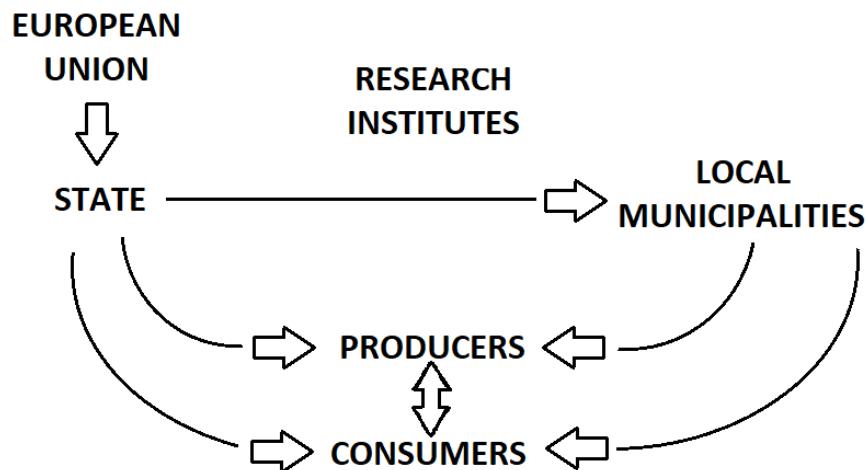 EUROPEAN
UNION
RESEARCH
INSTITUTES
STATE
LOCAL
MUNICIPALITIES
PRODUCERS
CONSUMERS